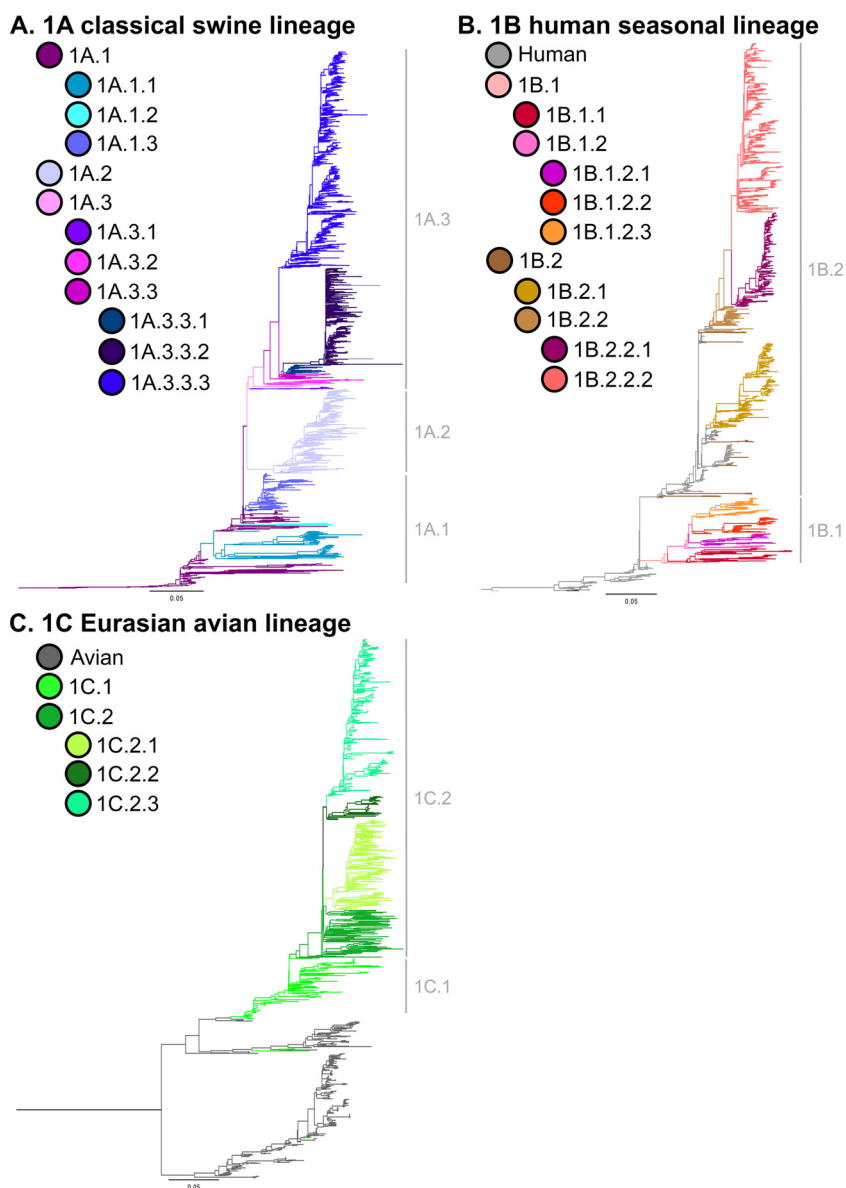 A. 1A classical swine lineage
1A.1
1A.1.1
1A.1.2
1A.1.3
1A.2
1A.3
1A.3.1
1A.3.2
1A.3.3
1A.3.3.1
1A.3.3.2
1A.3.3.3
1A.3
1A.2
1A.1
0.05
B. 1B human seasonal lineage
Human
1B.1
1B.1.1
1B.1.2
1B.1.2.1
1B.1.2.2
1B.1.2.3
1B.2
1B.2.1
1B.2.2
1B.2.2.1
1B.2.2.2
1B.2
1B.1
0.05
C. 1C Eurasian avian lineage
Avian
1C.1
1C.2
1C.2.1
1C.2.2
1C.2.3
1C.2
1C.1
0.05